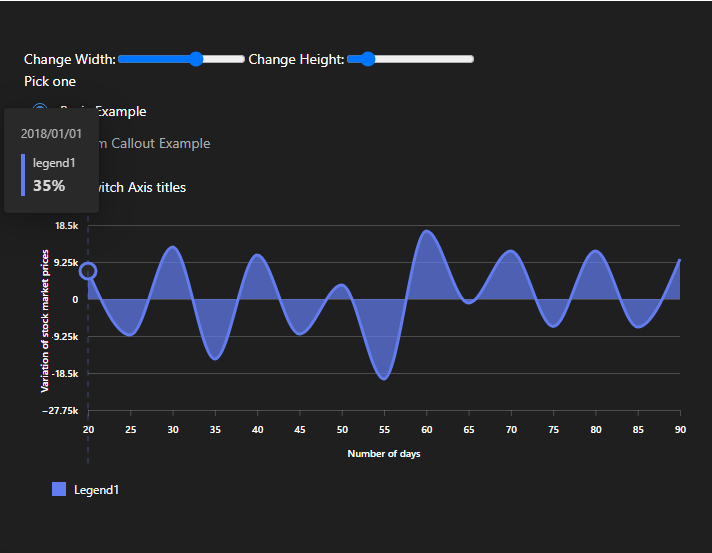 Change Width: Change Height:
Pick one
Example
2018/01/01
m Callout Example
legend1
35%
witch Axis titles
18.5k
9.25k
0
9.25k
-18.5k
−27.75k
Variation of stock market prices
20 25 30 35 40 45 50 55 60 65 70 75 80 85 90
Number of days
Legend1